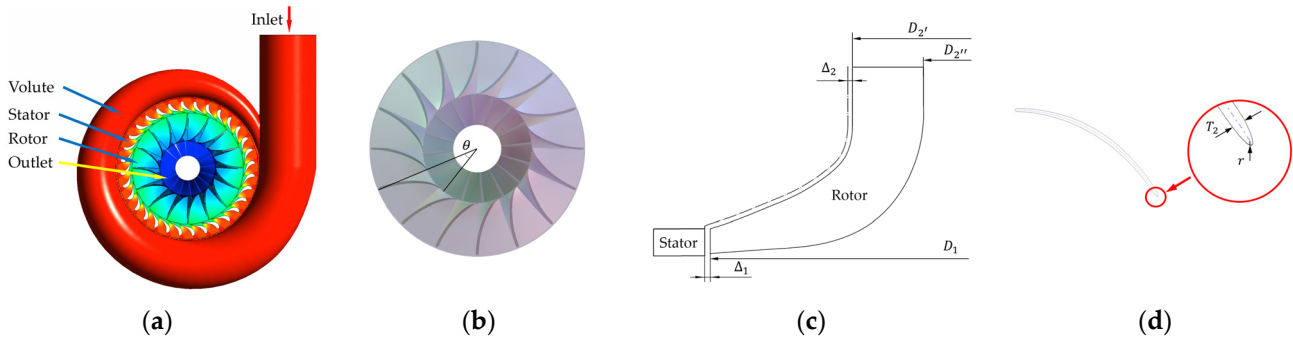 Inlet
Volute
Stator
Rotor
Outlet
(a)
θ
(b)
D₂′
D₂″
Δ₂
Rotor
Stator
D₁
Δ₁
(c)
T₂
r
(d)